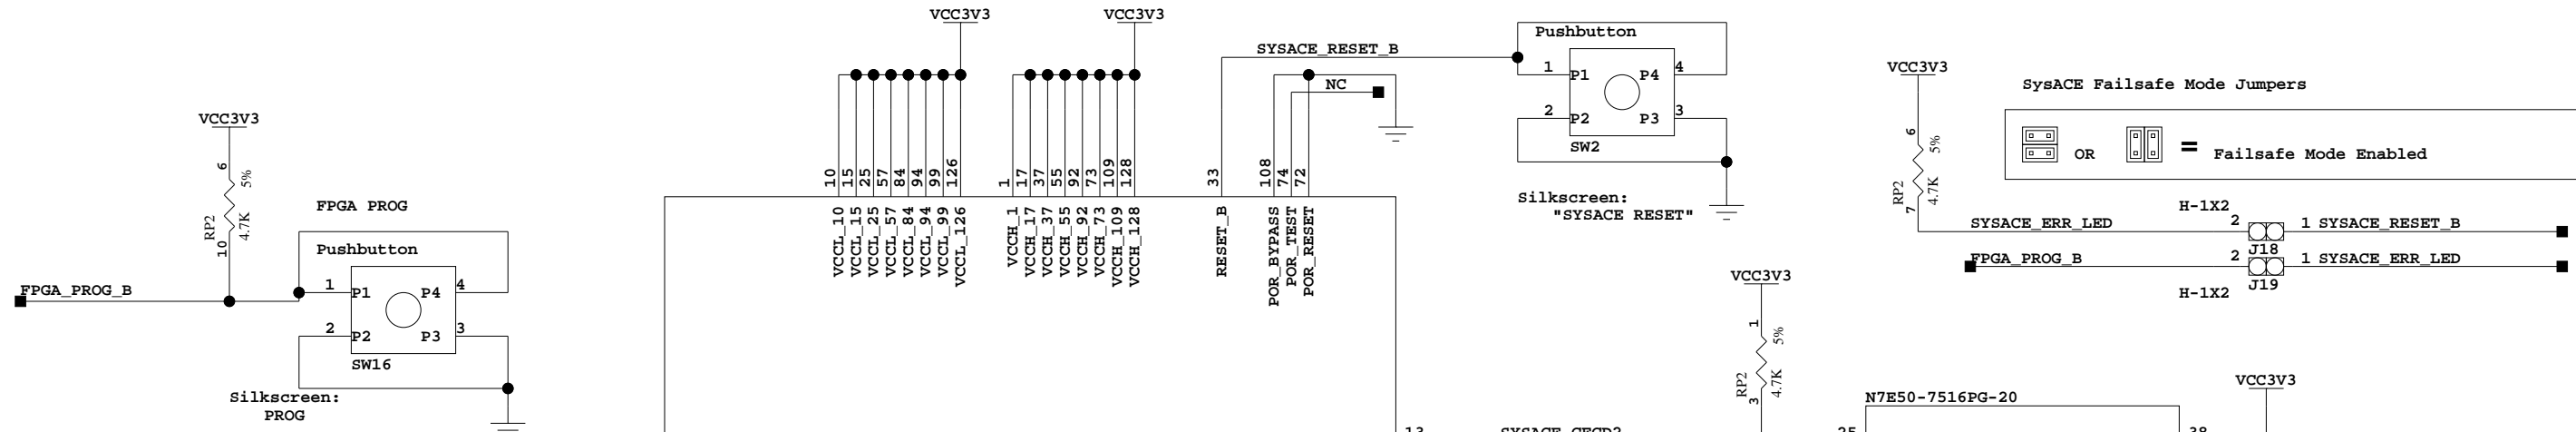 VCC3V3
6
5%
RP2
4.7K
10
FPGA_PROG_B
FPGA PROG
Pushbutton
1
P1
P4
4
2
P2
P3
3
SW16
Silkscreen:
PROG
VCC3V3
VCC3V3
10
15
25
57
84
94
99
126
1
17
37
55
92
73
109
128
33
108
74
72
VCCL_10
VCCL_15
VCCL_25
VCCL_57
VCCL_84
VCCL_94
VCCL_99
VCCL_126
VCCH_1
VCCH_17
VCCH_37
VCCH_55
VCCH_92
VCCH_73
VCCH_109
VCCH_128
RESET_B
POR_BYPASS
POR_TEST
POR_RESET
SYSACE_RESET_B
NC
Pushbutton
1
P1
P4
4
2
P2
P3
3
SW2
Silkscreen:
"SYSACE RESET"
VCC3V3
6
5%
RP2
4.7K
7
SysACE Failsafe Mode Jumpers
OR
=
Failsafe Mode Enabled
H-1X2
SYSACE_ERR_LED
2
1 SYSACE_RESET_B
J18
FPGA_PROG_B
2
1 SYSACE_ERR_LED
H-1X2
J19
VCC3V3
1
5%
RP2
4.7K
3
N7E50-7516PG-20
VCC3V3